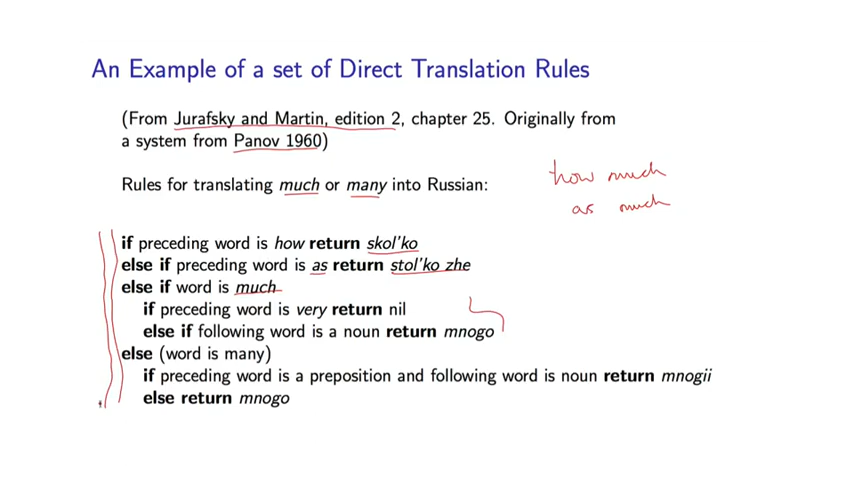 An Example of a set of Direct Translation Rules
(From Jurafsky and Martin, edition 2, chapter 25. Originally from
a system from Panov 1960)
Rules for translating much or many into Russian:
how much
as much
if preceding word is how return skol'ko
else if preceding word is as return stol'ko zhe
else if word is much
if preceding word is very return nil
else if following word is a noun return mnogo
else (word is many)
if preceding word is a preposition and following word is noun return mnogii
else return mnogo